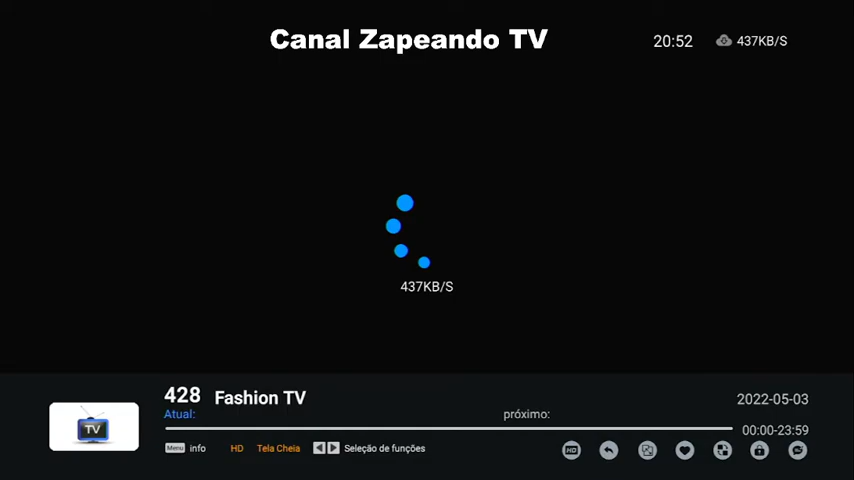 Canal Zapeando TV
20:52
437KB/S
437KB/S
428 Fashion TV
2022-05-03
Atual:
próximo:
00:00-23:59
TV
Menu info HD Tela Cheia Seleção de funções
HD